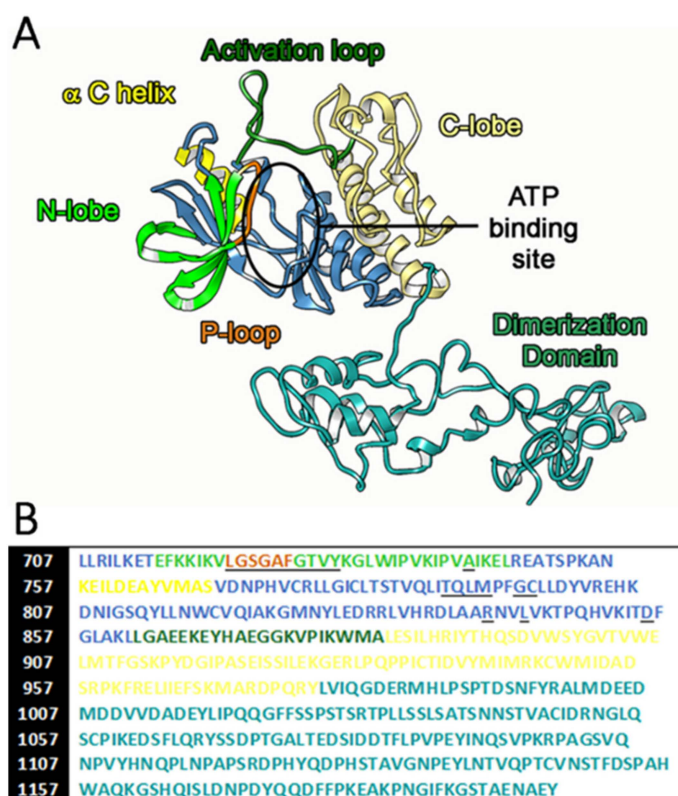 A
Activation loop
α C helix
C-lobe
N-lobe
ATP
binding
site
P-loop
Dimerization
Domain
B
707 LLRILKETEFKKIKVLGSGAFGTVYKGLWIPVKIPVAIKELREATSPKAN
757 KEILDEAYVMASVDNPHVCRLLGICLTSTVQLITQLMPFGCLLDYVREHK
807 DNIGSQYLLNWCVQIAKGMNYLEDRRLVHRDLAARNVLVKTPQHVKITDF
857 GLAKLLGAEEKEYHAEGGKVPIKWMALESILHRIYTHQSDVWSYGVTVWE
907 LMTFGSKPYDGIPASEISSILEKGERLPQPPICTIDVYMIMRKCWMIDAD
957 SRPKFRELIIEFSKMARDPQRYLVIQGDERMHLPSPTDSNFYRALMDEED
1007 MDDVVDADEYLIPQQGFFSSPSTSRTPLLSSLSATSNNSTVACIDRNGLQ
1057 SCPIKEDSFLQRYSSDPTGALTEDSIDDTFLPVPEYINQSVPKRPAGSVQ
1107 NPVYHNQPLNPAPSRDPHYQDPHSTAVGNPEYLNTVQPTCVNSTFDSPAH
1157 WAQKGSHQISLDNPDYQQDFFPKEAKPNGIFKGSTAENAEY